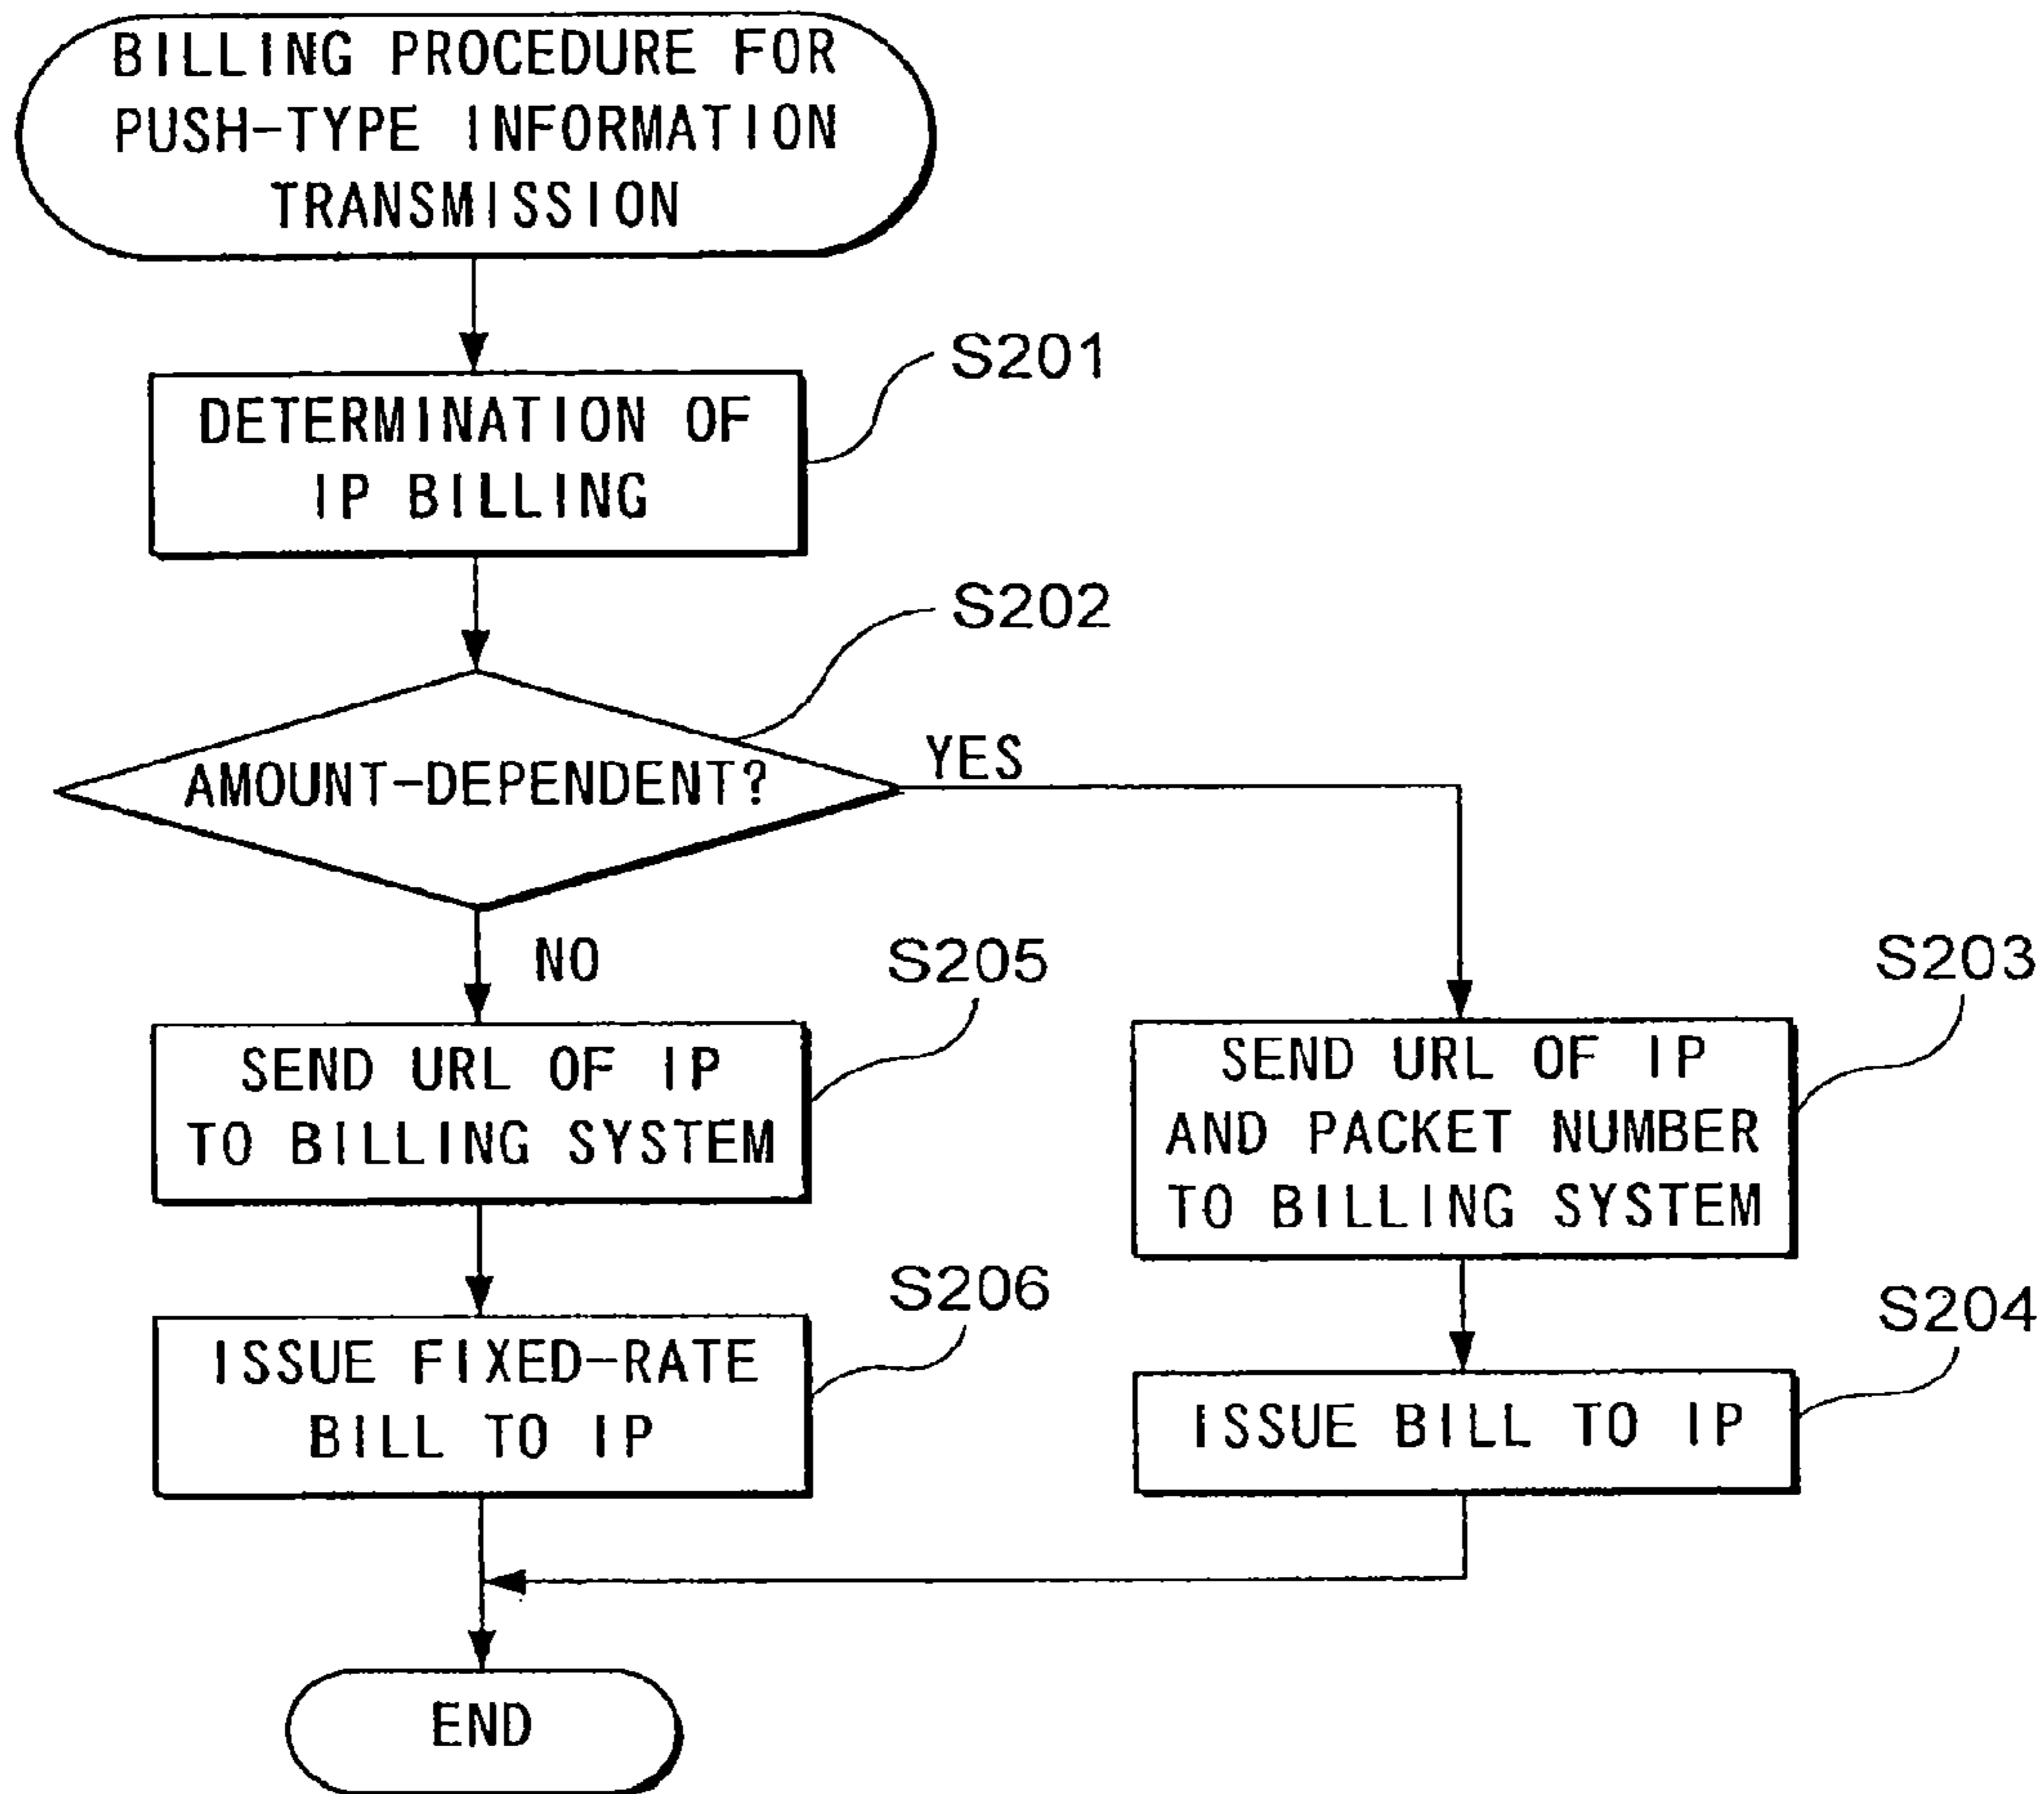 BILLING PROCEDURE FOR
PUSH-TYPE INFORMATION
TRANSMISSION
S201
DETERMINATION OF
IP BILLING
S202
AMOUNT-DEPENDENT?
YES
NO
S205
SEND URL OF IP
TO BILLING SYSTEM
S203
SEND URL OF IP
AND PACKET NUMBER
TO BILLING SYSTEM
S206
ISSUE FIXED-RATE
BILL TO IP
S204
ISSUE BILL TO IP
END